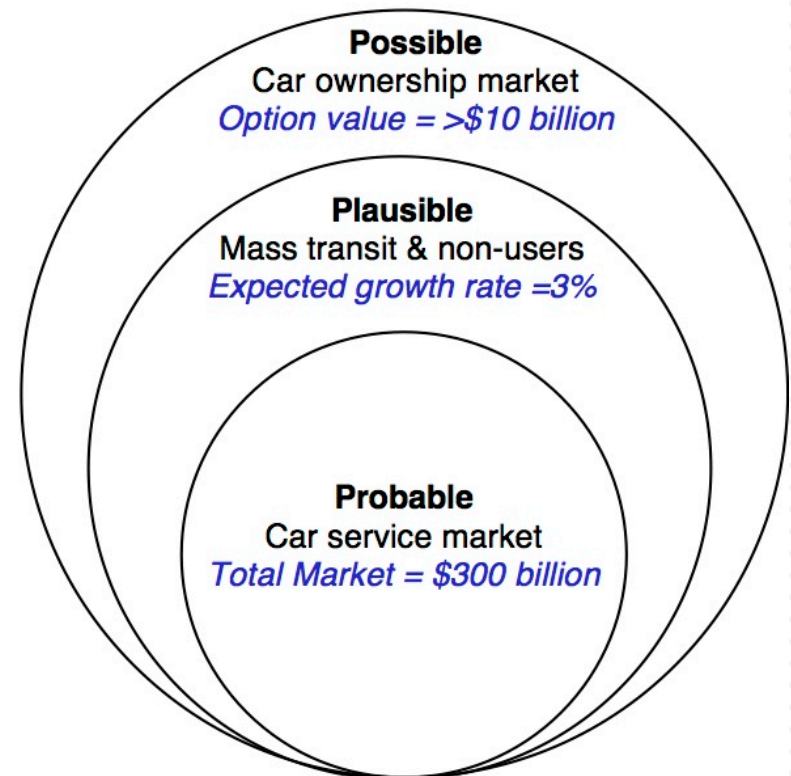 Possible
Car ownership market
Option value = >$10 billion
Plausible
Mass transit & non-users
Expected growth rate =3%
Probable
Car service market
Total Market = $300 billion